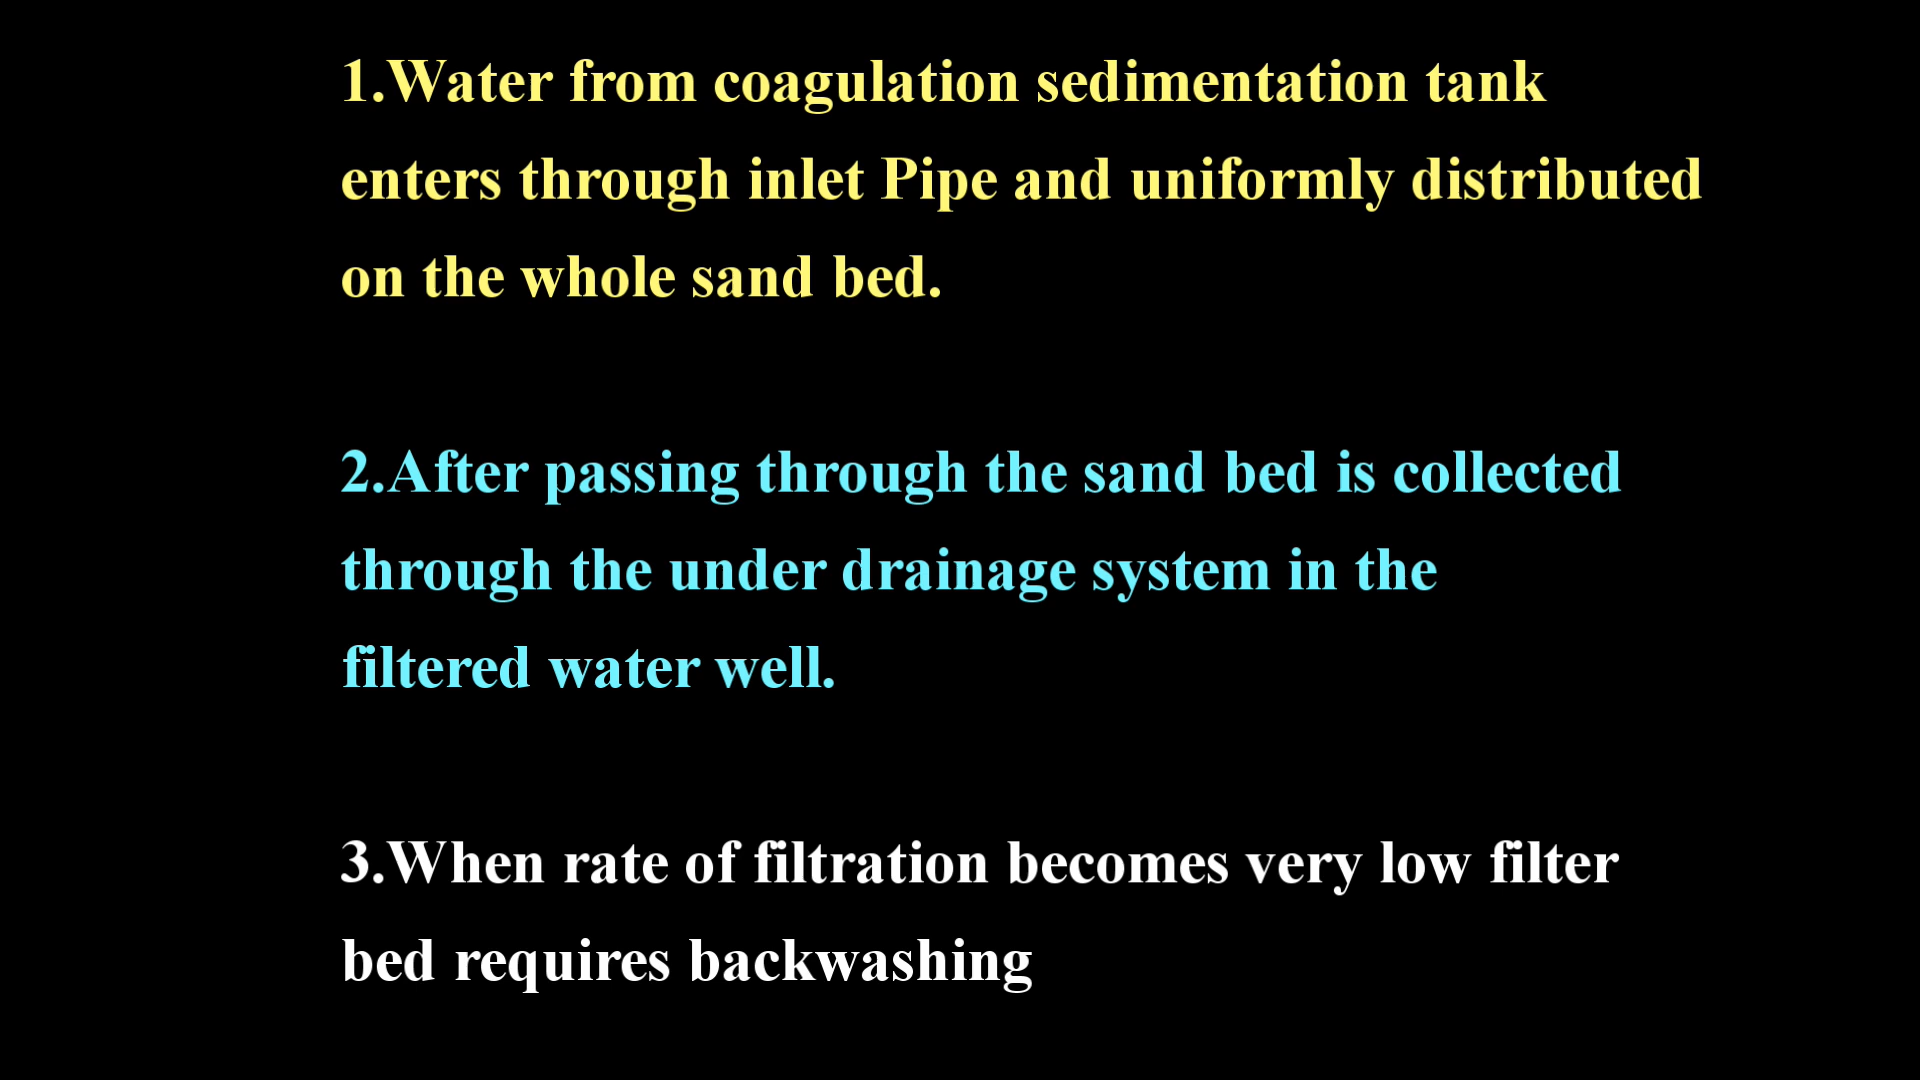 1.Water from coagulation sedimentation tank
enters through inlet Pipe and uniformly distributed
on the whole sand bed.
2.After passing through the sand bed is collected
through the under drainage system in the
filtered water well.
3.When rate of filtration becomes very low filter
bed requires backwashing